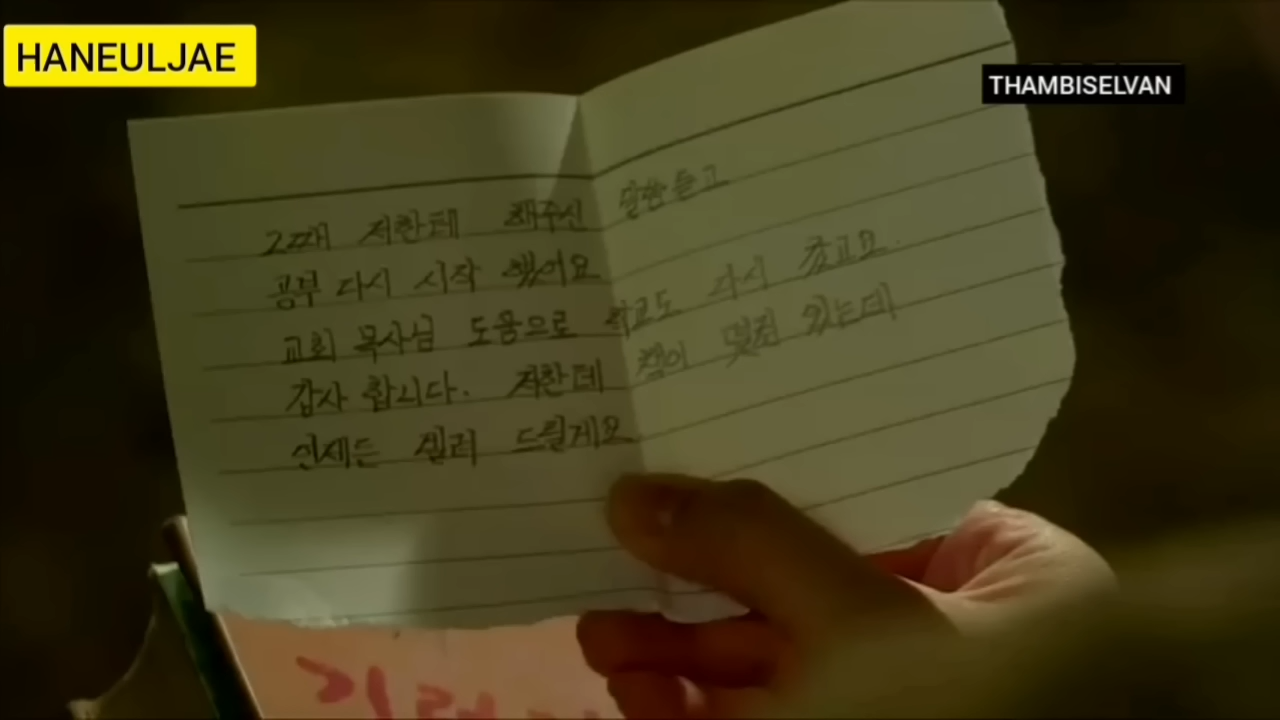 HANEULJAE
THAMBISELVAN
그때 저한테 해주신 말씀 듣고
공부 다시 시작 했어요
교회 목사님 도움으로 학교도 다시 갔고요.
감사 합니다. 저한테 책이 몇권 있는데
언제든 빌려 드릴게요